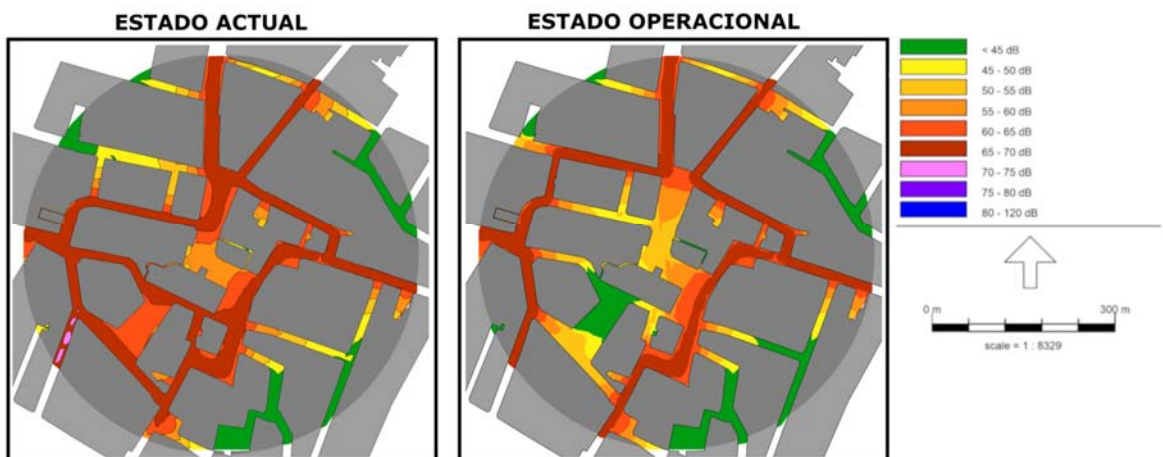 ESTADO ACTUAL
ESTADO OPERACIONAL
< 45 dB
45 - 50 dB
50 - 55 dB
55 - 60 dB
60 - 65 dB
65 - 70 dB
70 - 75 dB
75 - 80 dB
80 - 120 dB
0 m 300 m
scale = 1 : 8329